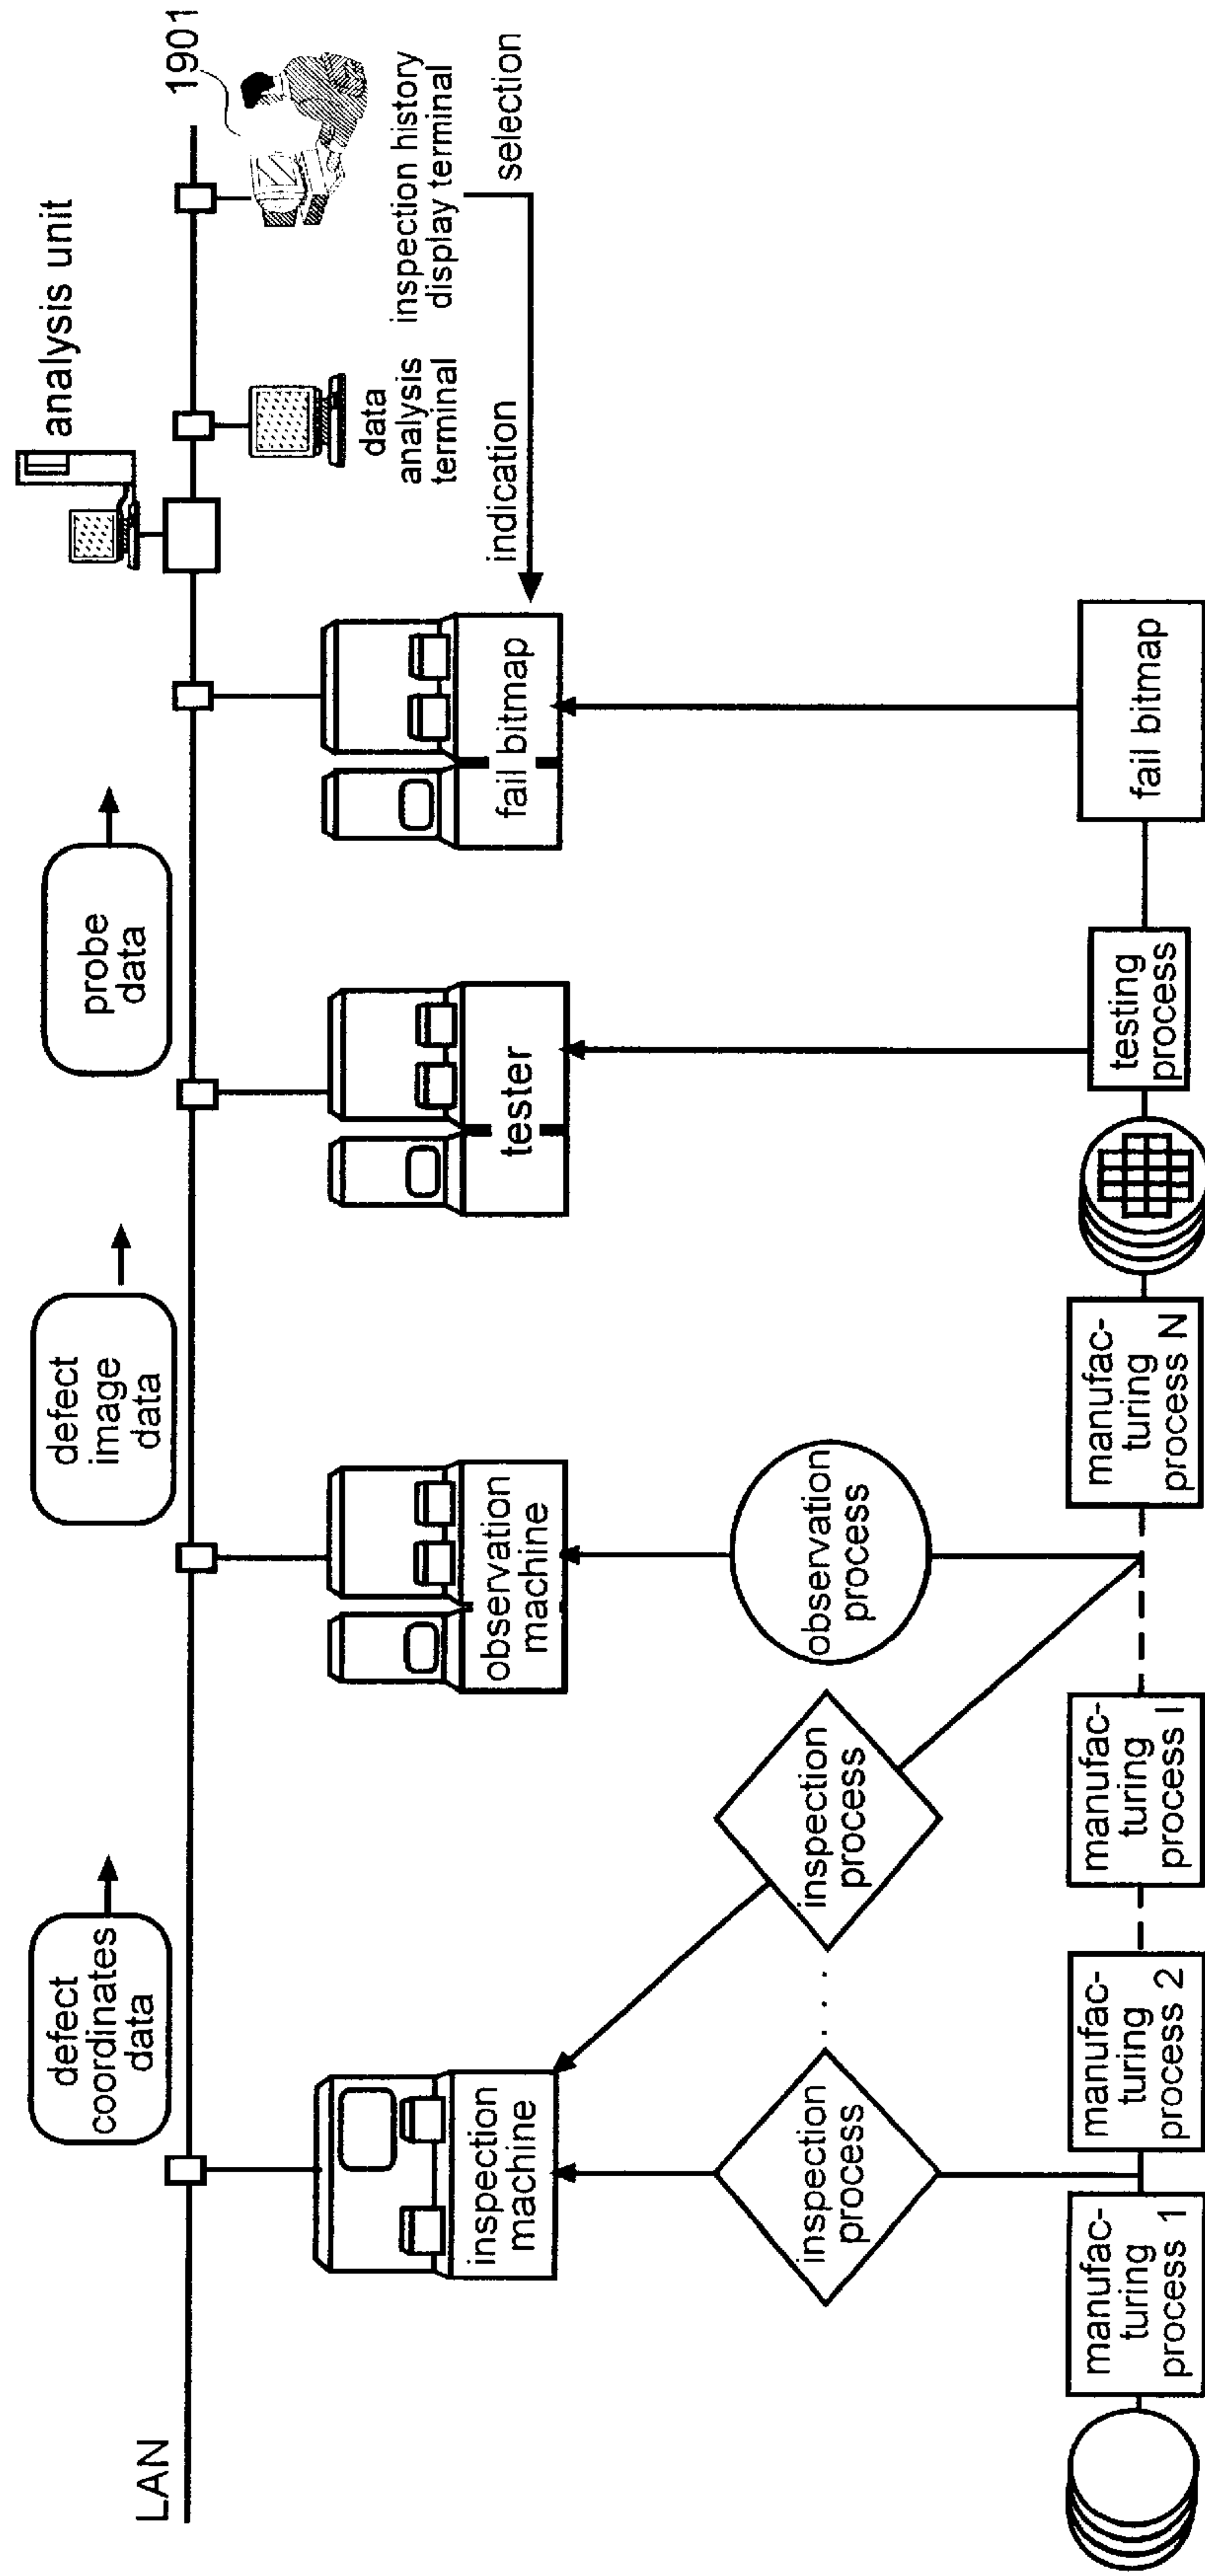 LAN
defect
coordinates
data
defect
image
data
probe
data
analysis unit
1901
inspection
machine
observation
machine
tester
fail bitmap
data
analysis
terminal
inspection history
display terminal
indication
selection
inspection
process
. . . .
inspection
process
observation
process
manufac-
turing
process 1
manufac-
turing
process 2
manufac-
turing
process I
manufac-
turing
process N
testing
process
fail bitmap